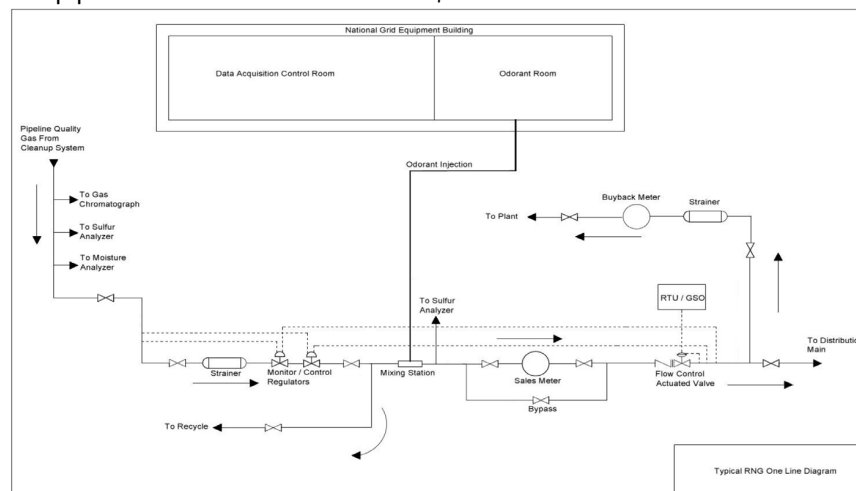 National Grid Equipment Building
Data Acquisition Control Room
Odorant Room
Pipeline Quality
Gas From
Cleanup System
Odorant Injection
To Gas
Chromatograph
To Sulfur
Analyzer
To Moisture
Analyzer
Buyback Meter
Strainer
To Plant
RTU / GSO
To Sulfur
Analyzer
To Distributio
Main
Strainer
Monitor / Control
Regulators
Mixing Station
Sales Meter
Flow Control
Actuated Valve
Bypass
To Recycle
Typical RNG One Line Diagram